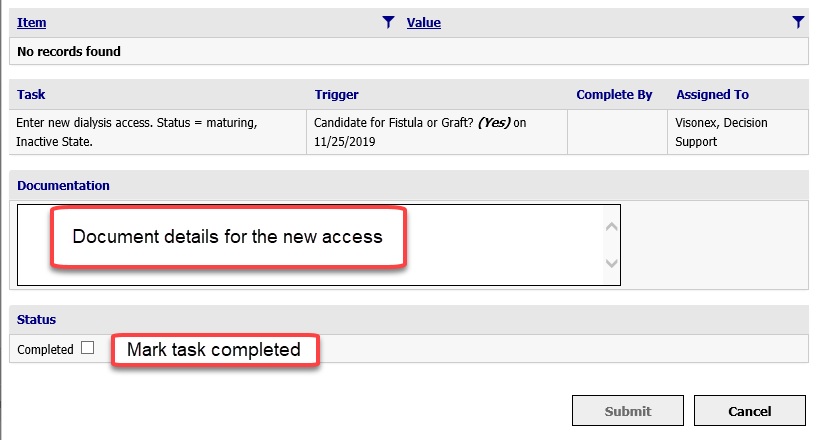 Item Value
No records found
Task Trigger Complete By Assigned To
Enter new dialysis access. Status = maturing, Inactive State.
Candidate for Fistula or Graft? (Yes) on 11/25/2019
Visonex, Decision Support
Documentation
Document details for the new access
Status
Completed Mark task completed
Submit Cancel